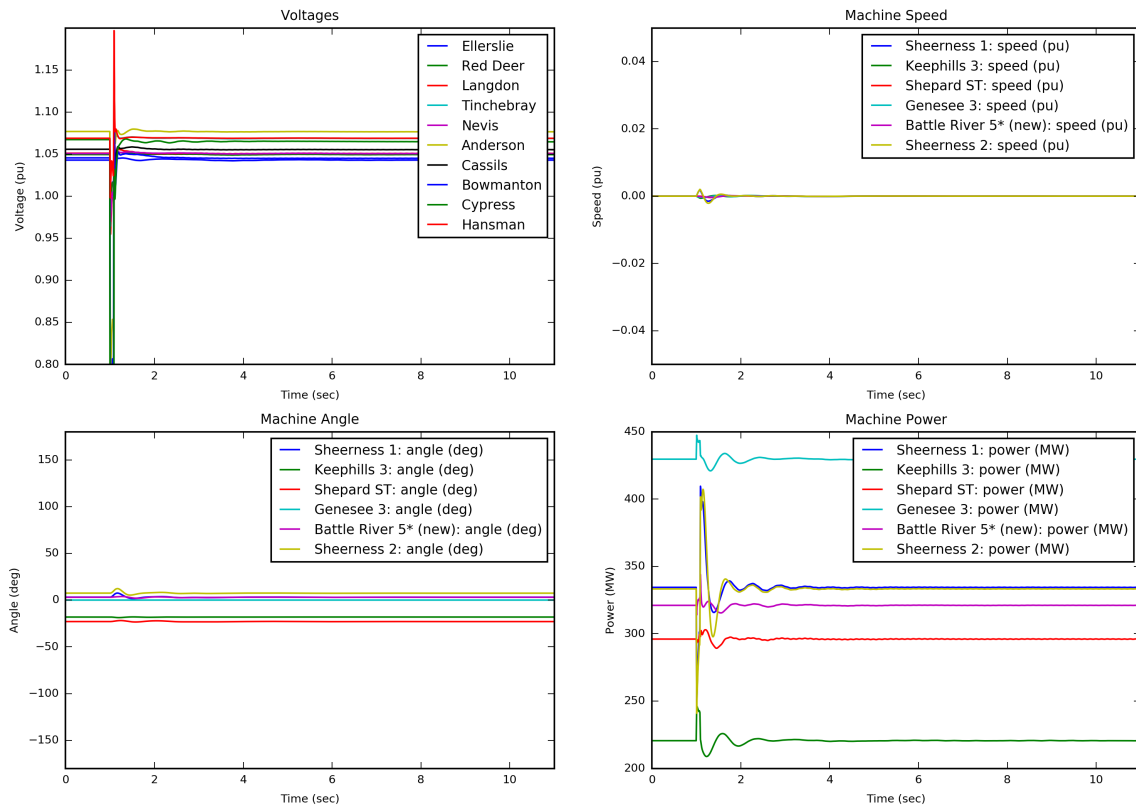 Voltages
Voltage (pu)
1.15
1.10
1.05
1.00
0.95
0.90
0.85
0.80
0 2 4 6 8 10
Time (sec)
Ellerslie
Red Deer
Langdon
Tinchebray
Nevis
Anderson
Cassils
Bowmanton
Cypress
Hansman
Machine Speed
Speed (pu)
0.04
0.02
0.00
−0.02
−0.04
0 2 4 6 8 10
Time (sec)
Sheerness 1: speed (pu)
Keephills 3: speed (pu)
Shepard ST: speed (pu)
Genesee 3: speed (pu)
Battle River 5* (new): speed (pu)
Sheerness 2: speed (pu)
Machine Angle
Angle (deg)
150
100
50
0
−50
−100
−150
0 2 4 6 8 10
Time (sec)
Sheerness 1: angle (deg)
Keephills 3: angle (deg)
Shepard ST: angle (deg)
Genesee 3: angle (deg)
Battle River 5* (new): angle (deg)
Sheerness 2: angle (deg)
Machine Power
Power (MW)
450
400
350
300
250
200
0 2 4 6 8 10
Time (sec)
Sheerness 1: power (MW)
Keephills 3: power (MW)
Shepard ST: power (MW)
Genesee 3: power (MW)
Battle River 5* (new): power (MW)
Sheerness 2: power (MW)